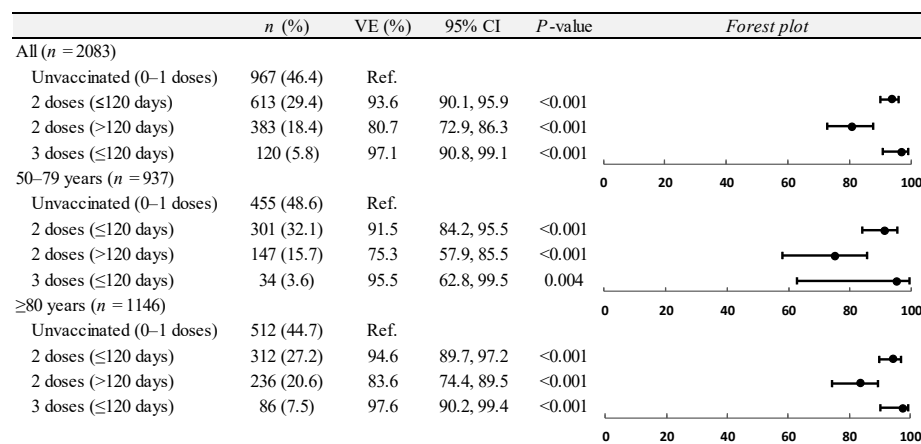 n (%) VE (%) 95% CI P-value Forest plot
All (n = 2083)
Unvaccinated (0–1 doses) 967 (46.4) Ref.
2 doses (≤120 days) 613 (29.4) 93.6 90.1, 95.9 <0.001
2 doses (>120 days) 383 (18.4) 80.7 72.9, 86.3 <0.001
3 doses (≤120 days) 120 (5.8) 97.1 90.8, 99.1 <0.001
0 20 40 60 80 100
50–79 years (n = 937)
Unvaccinated (0–1 doses) 455 (48.6) Ref.
2 doses (≤120 days) 301 (32.1) 91.5 84.2, 95.5 <0.001
2 doses (>120 days) 147 (15.7) 75.3 57.9, 85.5 <0.001
3 doses (≤120 days) 34 (3.6) 95.5 62.8, 99.5 0.004
0 20 40 60 80 100
≥80 years (n = 1146)
Unvaccinated (0–1 doses) 512 (44.7) Ref.
2 doses (≤120 days) 312 (27.2) 94.6 89.7, 97.2 <0.001
2 doses (>120 days) 236 (20.6) 83.6 74.4, 89.5 <0.001
3 doses (≤120 days) 86 (7.5) 97.6 90.2, 99.4 <0.001
0 20 40 60 80 100